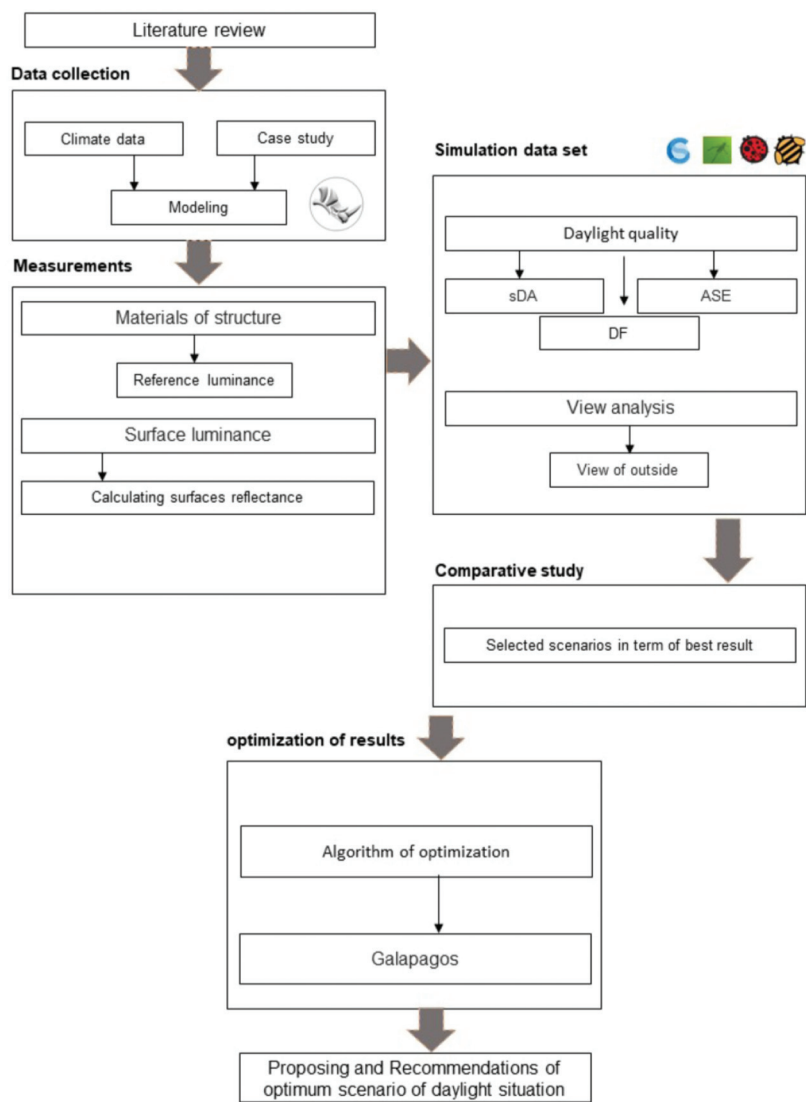 Literature review
Data collection
Climate data
Case study
Modeling
Measurements
Materials of structure
Reference luminance
Surface luminance
Calculating surfaces reflectance
Simulation data set
Daylight quality
sDA
ASE
DF
View analysis
View of outside
Comparative study
Selected scenarios in term of best result
optimization of results
Algorithm of optimization
Galapagos
Proposing and Recommendations of
optimum scenario of daylight situation